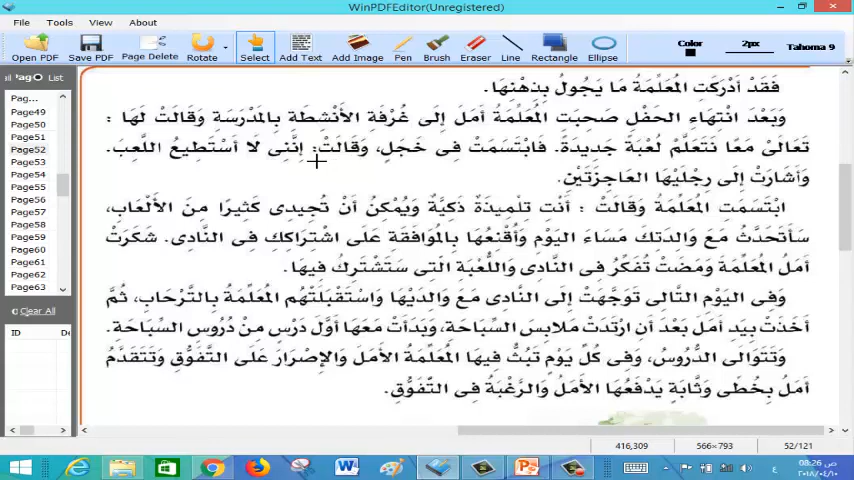 WinPDFEditor(Unregistered)
File Tools View About
Open PDF Save PDF Page Delete Rotate Select Add Text Add Image Pen Brush Eraser Line Rectangle Ellipse Color 2px Tahoma 9
List
Pag...
Page49
Page50
Page51
Page52
Page53
Page54
Page55
Page56
Page57
Page58
Page59
Page60
Page61
Page62
Page63
Clear...
ID
فَقَدْ أَدْرَكَتِ المُعَلِّمَةُ مَا يَجُولُ بِذِهْنِهَا.
وَبَعْدَ انْتِهَاءِ الحَفْلِ صَحِبَتِ المُعَلِّمَةُ أَمَلَ إِلَى غُرْفَةِ الأَنْشِطَةِ بِالمَدْرَسَةِ وَقَالَتْ لَهَا :
تَعَالَىْ مَعًا نَتَعَلَّمْ لُعْبَةً جَدِيدَةً. فَابْتَسَمَتْ فِى خَجَلٍ، وَقَالَتْ: إِنَّنِى لَا أَسْتَطِيعُ اللَّعِبَ.
وَأَشَارَتْ إِلَى رِجْلَيْهَا العَاجِزَتَيْنِ.
ابْتَسَمَتِ المُعَلِّمَةُ وَقَالَتْ : أَنْتِ تِلْمِيذَةٌ ذَكِيَّةٌ وَيُمْكِنُ أَنْ تُجِيدِى كَثِيرًا مِنَ الأَلْعَابِ،
سَأَتَحَدَّثُ مَعَ وَالِدَتِكِ مَسَاءَ اليَوْمِ وَأُقْنِعُهَا بِالمُوَافَقَةِ عَلَى اشْتِرَاكِكِ فِى النَّادِى. شَكَرَتْ
أَمَلُ المُعَلِّمَةَ وَمَضَتْ تُفَكِّرُ فِى النَّادِى وَاللُّعْبَةِ الَّتِى سَتَشْتَرِكُ فِيهَا.
وَفِى اليَوْمِ التَّالِى تَوَجَّهَتْ إِلَى النَّادِى مَعَ وَالِدَيْهَا وَاسْتَقْبَلَتْهُمِ المُعَلِّمَةُ بِالتَّرْحَابِ، ثُمَّ
أَخَذَتْ بِيَدِ أَمَلَ بَعْدَ أَنِ ارْتَدَتْ مَلَابِسَ السِّبَاحَةِ، وَبَدَأَتْ مَعَهَا أَوَّلَ دَرْسٍ مِنْ دُرُوسِ السِّبَاحَةِ.
وَتَتَوَالَى الدُّرُوسُ، وَفِى كُلِّ يَوْمٍ تَبُثُّ فِيهَا المُعَلِّمَةُ الأَمَلَ وَالإِصْرَارَ عَلَى التَّفَوُّقِ وَتَتَقَدَّمُ
أَمَلُ بِخُطًى وَثَّابَةٍ يَدْفَعُهَا الأَمَلُ وَالرَّغْبَةُ فِى التَّفَوُّقِ.
416,309 566×793 52/121
ع
08:26 ص